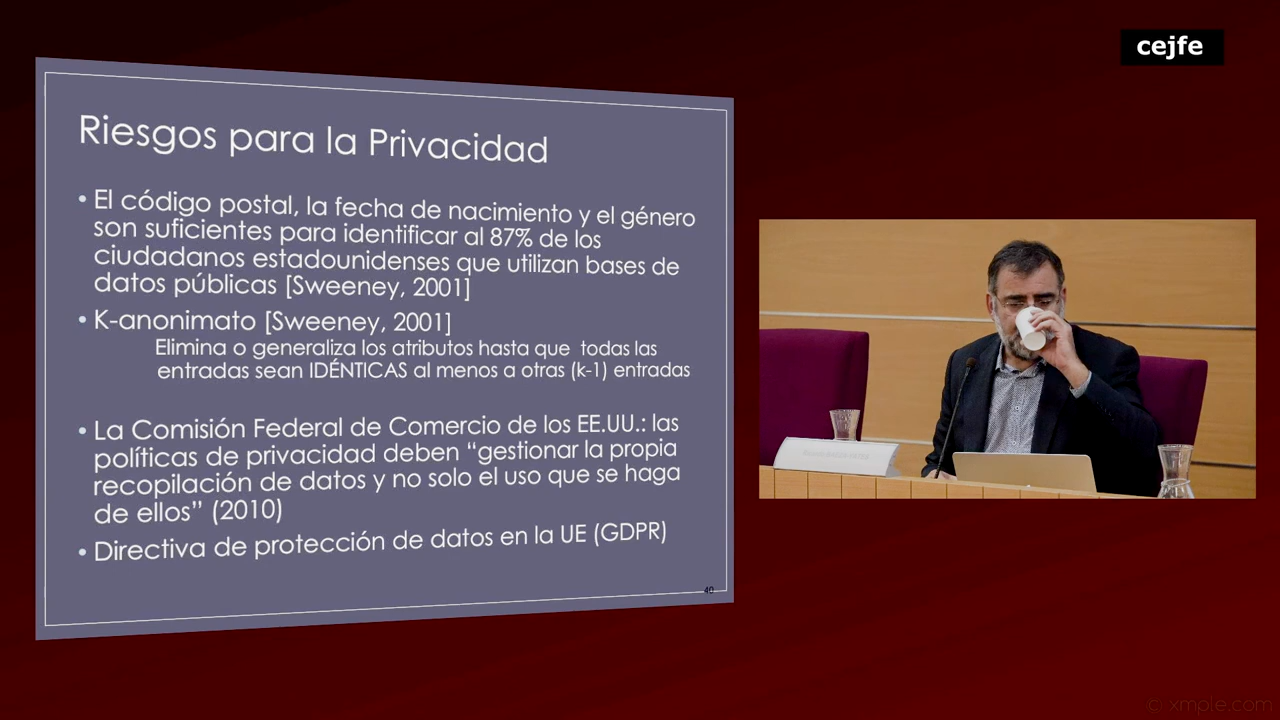 cejfe
Riesgos para la Privacidad
• El código postal, la fecha de nacimiento y el género
son suficientes para identificar al 87% de los
ciudadanos estadounidenses que utilizan bases de
datos públicas [Sweeney, 2001]
• K-anonimato [Sweeney, 2001]
Elimina o generaliza los atributos hasta que todas las
entradas sean IDÉNTICAS al menos a otras (k-1) entradas
• La Comisión Federal de Comercio de los EE.UU.: las
políticas de privacidad deben “gestionar la propia
recopilación de datos y no solo el uso que se haga
de ellos” (2010)
• Directiva de protección de datos en la UE (GDPR)
40
© xmple.com